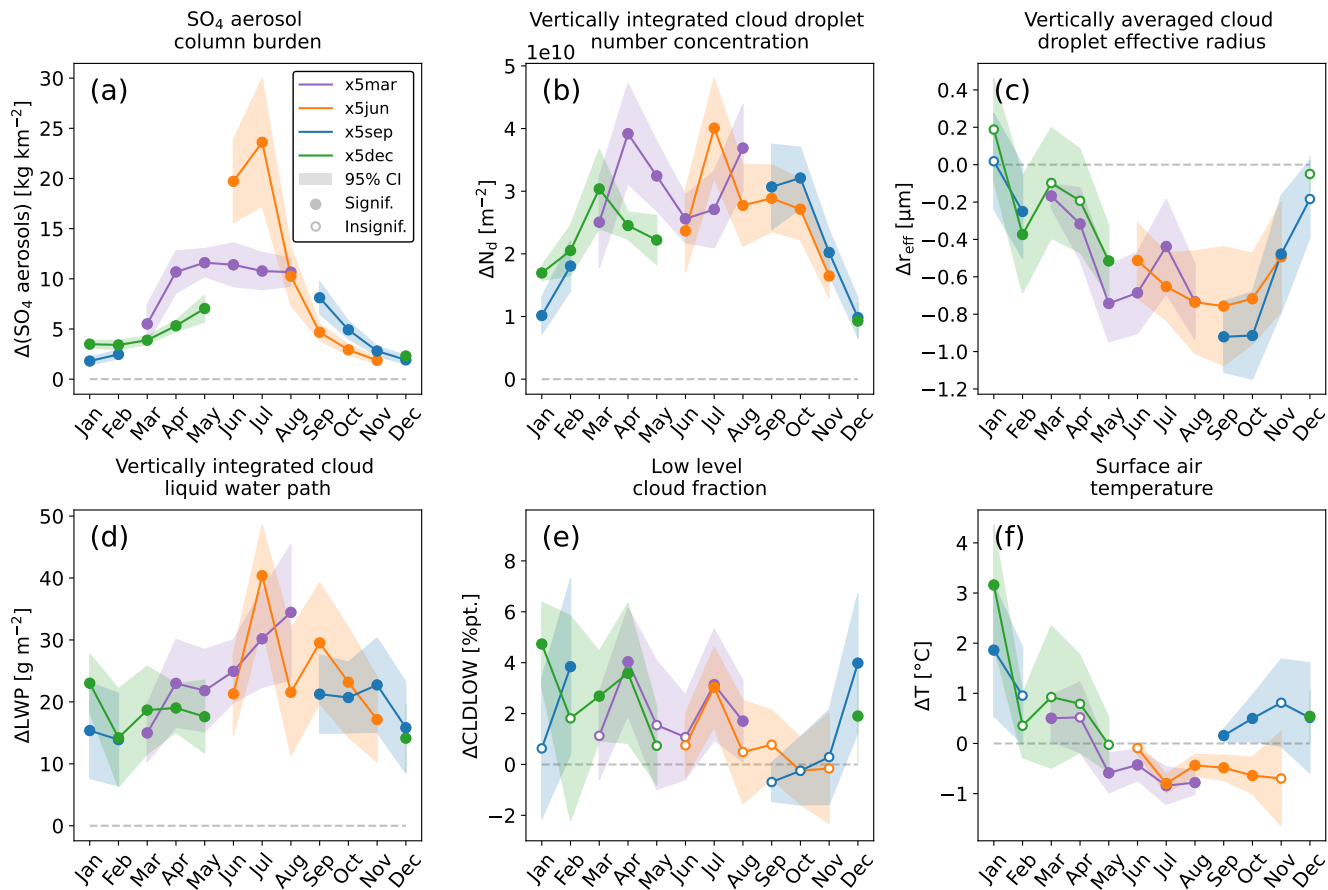 SO₄ aerosol
column burden
(a)
x5mar
x5jun
x5sep
x5dec
95% CI
Signif.
Insignif.
Δ(SO₄ aerosols) [kg km⁻²]
30
25
20
15
10
5
0
Jan Feb Mar Apr May Jun Jul Aug Sep Oct Nov Dec
Vertically integrated cloud droplet
number concentration
1e10
(b)
ΔN_d [m⁻²]
5
4
3
2
1
0
Jan Feb Mar Apr May Jun Jul Aug Sep Oct Nov Dec
Vertically averaged cloud
droplet effective radius
(c)
Δr_eff [μm]
0.4
0.2
0.0
−0.2
−0.4
−0.6
−0.8
−1.0
−1.2
Jan Feb Mar Apr May Jun Jul Aug Sep Oct Nov Dec
Vertically integrated cloud
liquid water path
(d)
ΔLWP [g m⁻²]
50
40
30
20
10
0
Jan Feb Mar Apr May Jun Jul Aug Sep Oct Nov Dec
Low level
cloud fraction
(e)
ΔCLDLOW [%pt.]
8
6
4
2
0
−2
Jan Feb Mar Apr May Jun Jul Aug Sep Oct Nov Dec
Surface air
temperature
(f)
ΔT [°C]
4
3
2
1
0
−1
Jan Feb Mar Apr May Jun Jul Aug Sep Oct Nov Dec